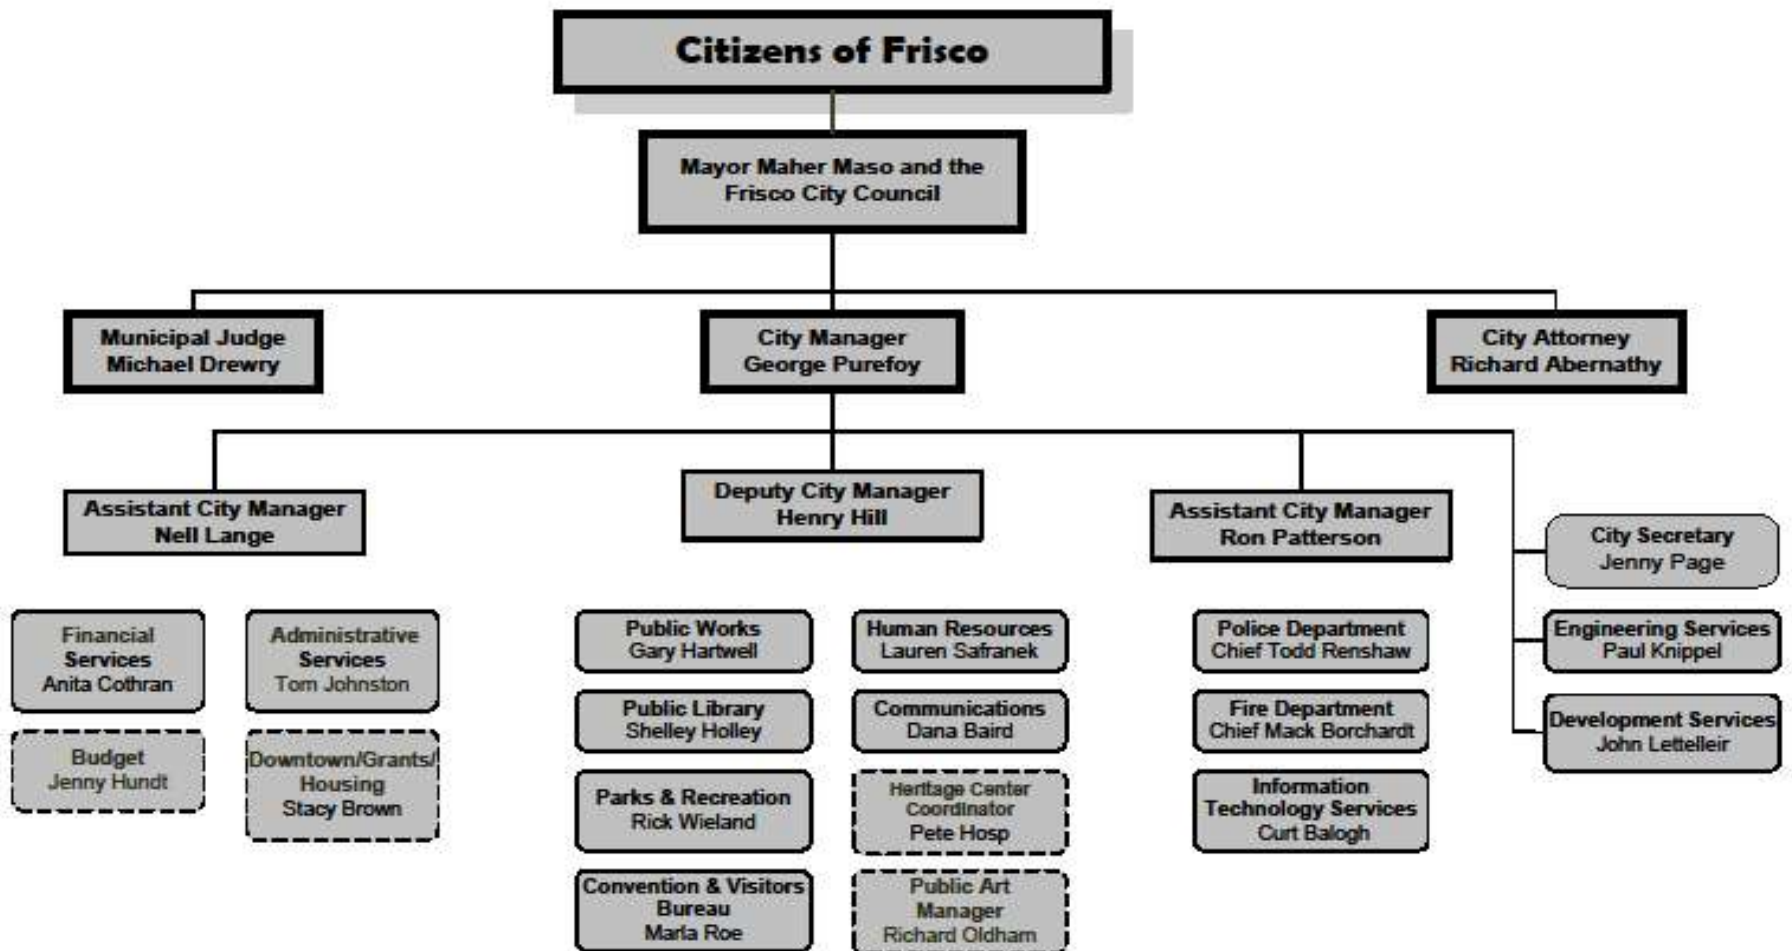 Citizens of Frisco
Mayor Maher Maso and the
Frisco City Council
Municipal Judge
Michael Drewry
City Manager
George Purefoy
City Attorney
Richard Abernathy
Assistant City Manager
Nell Lange
Deputy City Manager
Henry Hill
Assistant City Manager
Ron Patterson
City Secretary
Jenny Page
Engineering Services
Paul Knippel
Development Services
John Lettelleir
Financial
Services
Anita Cothran
Administrative
Services
Tom Johnston
Budget
Jenny Hundt
Downtown/Grants/
Housing
Stacy Brown
Public Works
Gary Hartwell
Human Resources
Lauren Safranek
Public Library
Shelley Holley
Communications
Dana Baird
Parks & Recreation
Rick Wieland
Heritage Center
Coordinator
Pete Hosp
Convention & Visitors
Bureau
Marla Roe
Public Art
Manager
Richard Oldham
Police Department
Chief Todd Renshaw
Fire Department
Chief Mack Borchardt
Information
Technology Services
Curt Balogh